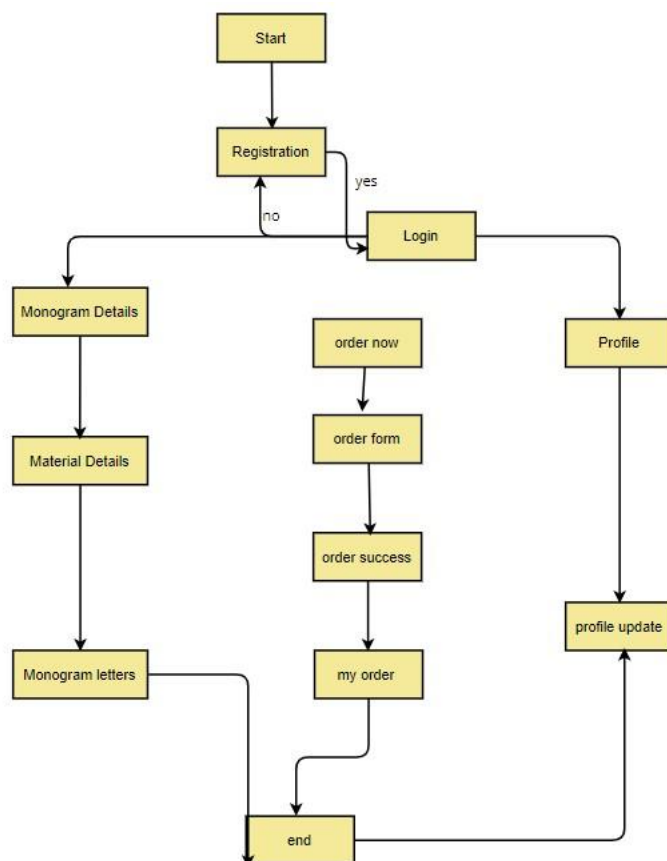 Start
Registration
yes
no
Login
Monogram Details
order now
Profile
order form
Material Details
order success
profile update
Monogram letters
my order
end